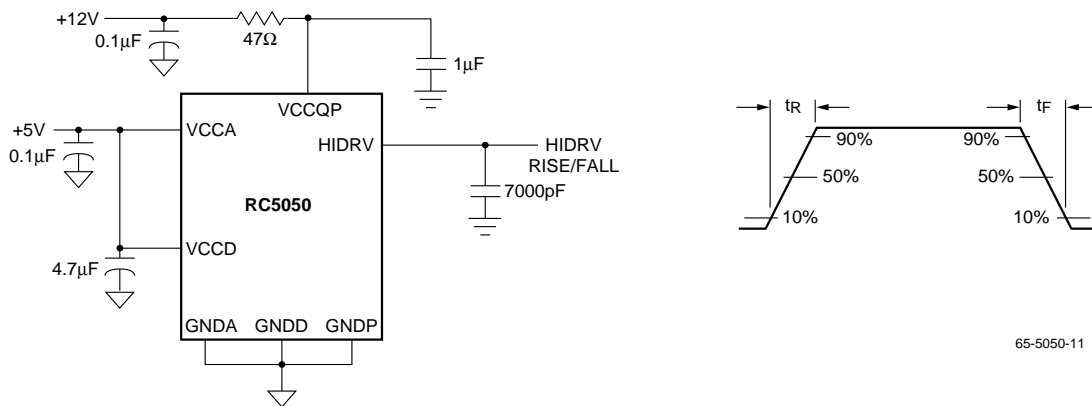 +12V
0.1µF
47Ω
1µF
VCCQP
+5V
VCCA
0.1µF
HIDRV
HIDRV
RISE/FALL
7000pF
RC5050
VCCD
4.7µF
GNDA GNDD GNDP
tR tF
90% 90%
50% 50%
10% 10%
65-5050-11